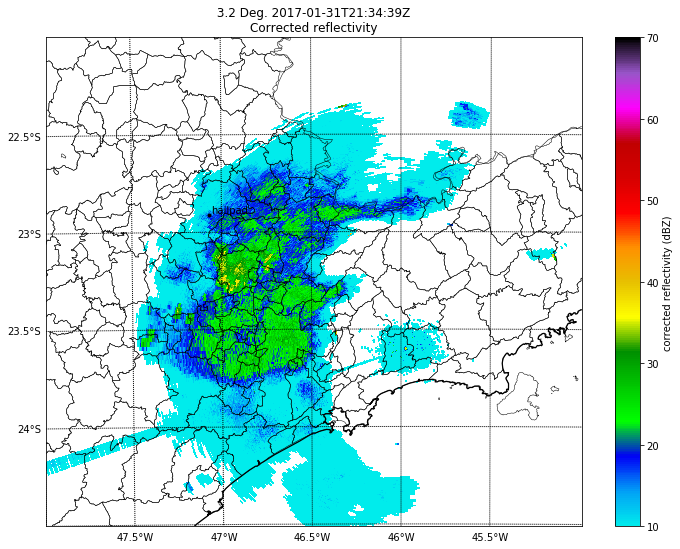 3.2 Deg. 2017-01-31T21:34:39Z
Corrected reflectivity
22.5°S
23°S
23.5°S
24°S
47.5°W
47°W
46.5°W
46°W
45.5°W
70
60
50
40
30
20
10
corrected reflectivity (dBZ)